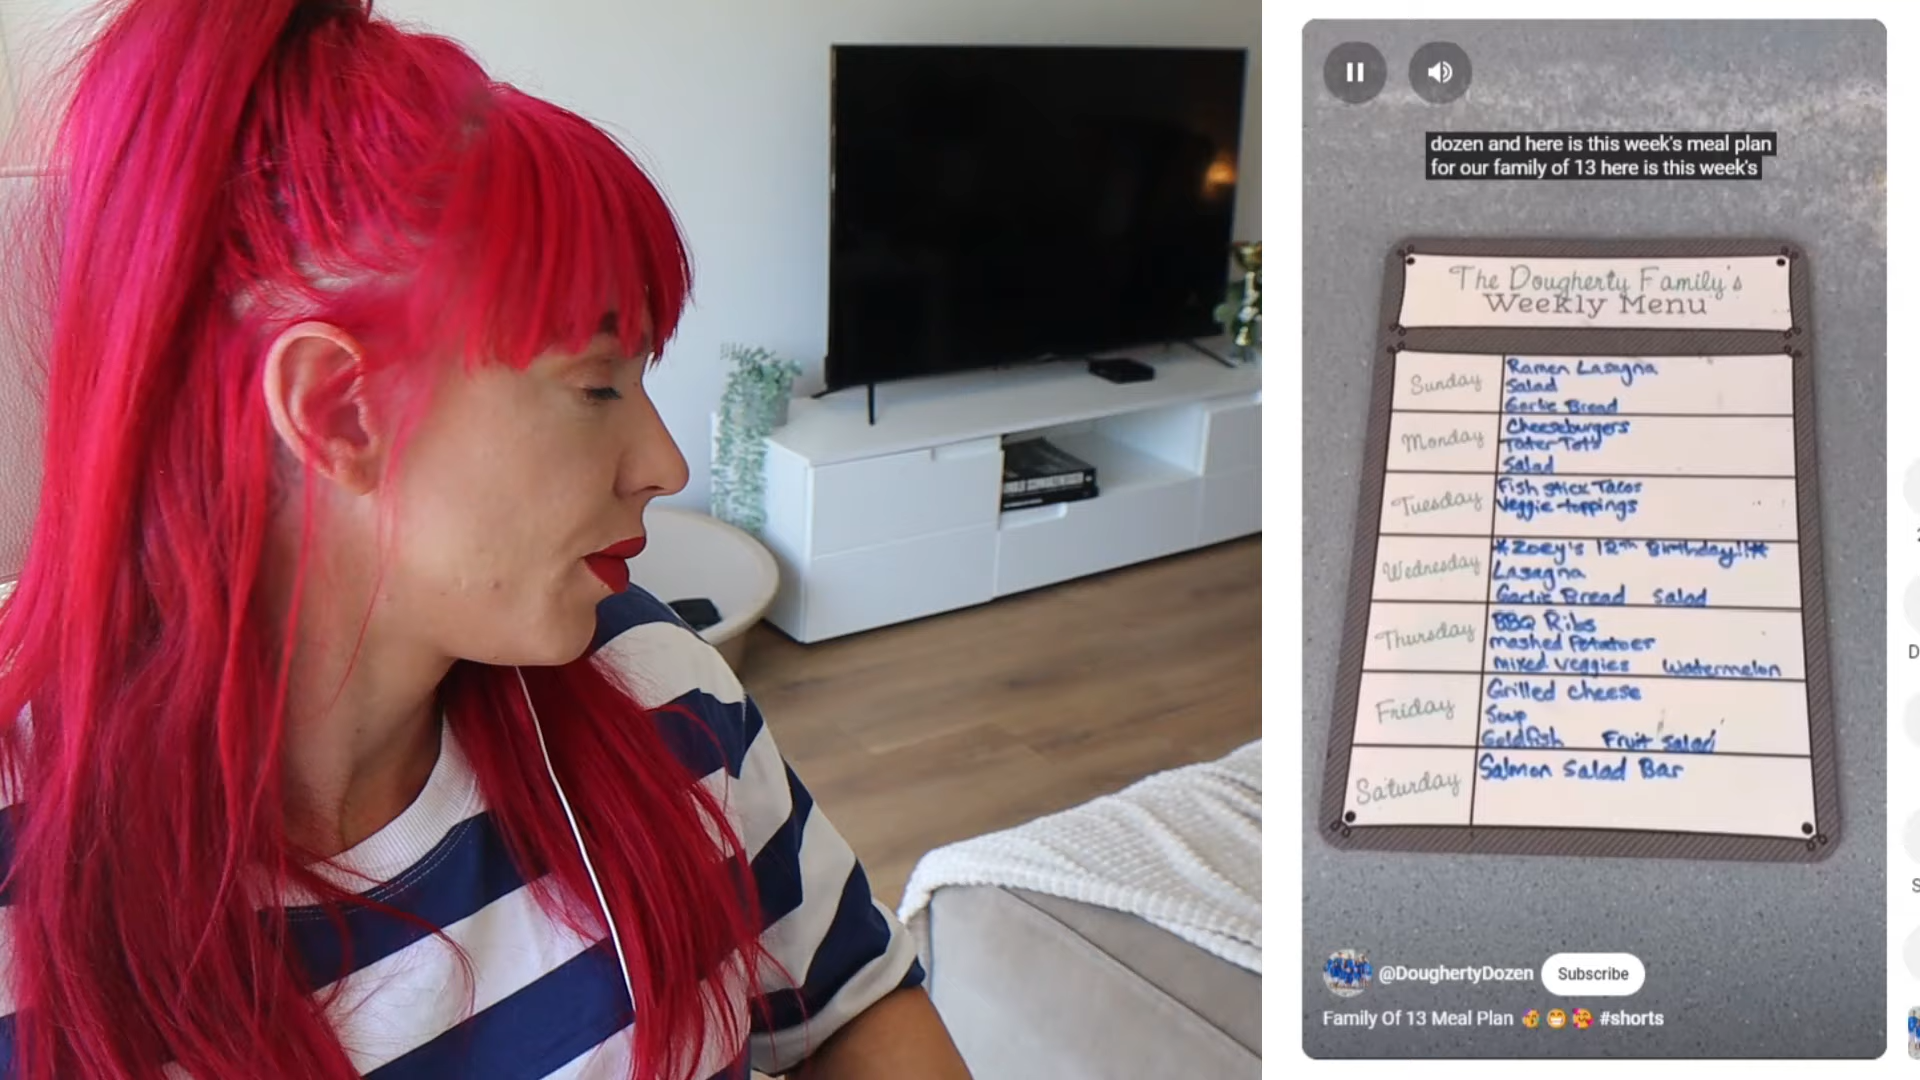 dozen and here is this week's meal plan
for our family of 13 here is this week's
The Dougherty Family's
Weekly Menu
Sunday
Ramen Lasagna
Salad
Garlic Bread
Monday
Cheeseburgers
Tater Tots
Salad
Tuesday
Fish stick Tacos
Veggie toppings
Wednesday
*Zoey's 12th Birthday!!*
Lasagna
Garlic Bread Salad
Thursday
BBQ Ribs
mashed Potatoes
mixed veggies Watermelon
Friday
Grilled cheese
Soup
Goldfish Fruit Salad
Saturday
Salmon Salad Bar
@DoughertyDozen Subscribe
Family Of 13 Meal Plan 🥳😁🥰 #shorts